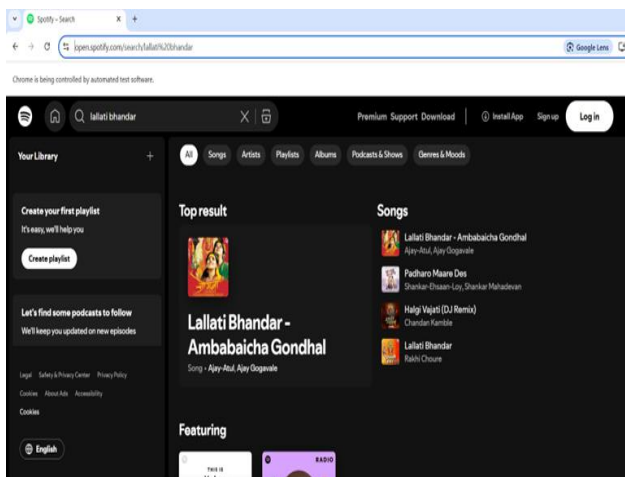 Spotify – Search
open.spotify.com/search/lallati%20bhandar
Google Lens
Chrome is being controlled by automated test software.
lallati bhandar
Premium Support Download
Install App
Sign up
Log in
Your Library
All
Songs
Artists
Playlists
Albums
Podcasts & Shows
Genres & Moods
Create your first playlist
It's easy, we'll help you
Create playlist
Let's find some podcasts to follow
We'll keep you updated on new episodes
Legal
Safety & Privacy Center
Privacy Policy
Cookies
About Ads
Accessibility
Cookies
English
Top result
Lallati Bhandar -
Ambabaicha Gondhal
Song • Ajay-Atul, Ajay Gogavale
Songs
Lallati Bhandar - Ambabaicha Gondhal
Ajay-Atul, Ajay Gogavale
Padharo Maare Des
Shankar-Ehsaan-Loy, Shankar Mahadevan
Halgi Vajati (DJ Remix)
Chandan Kamble
Lallati Bhandar
Rakhi Choure
Featuring
THIS IS
RADIO